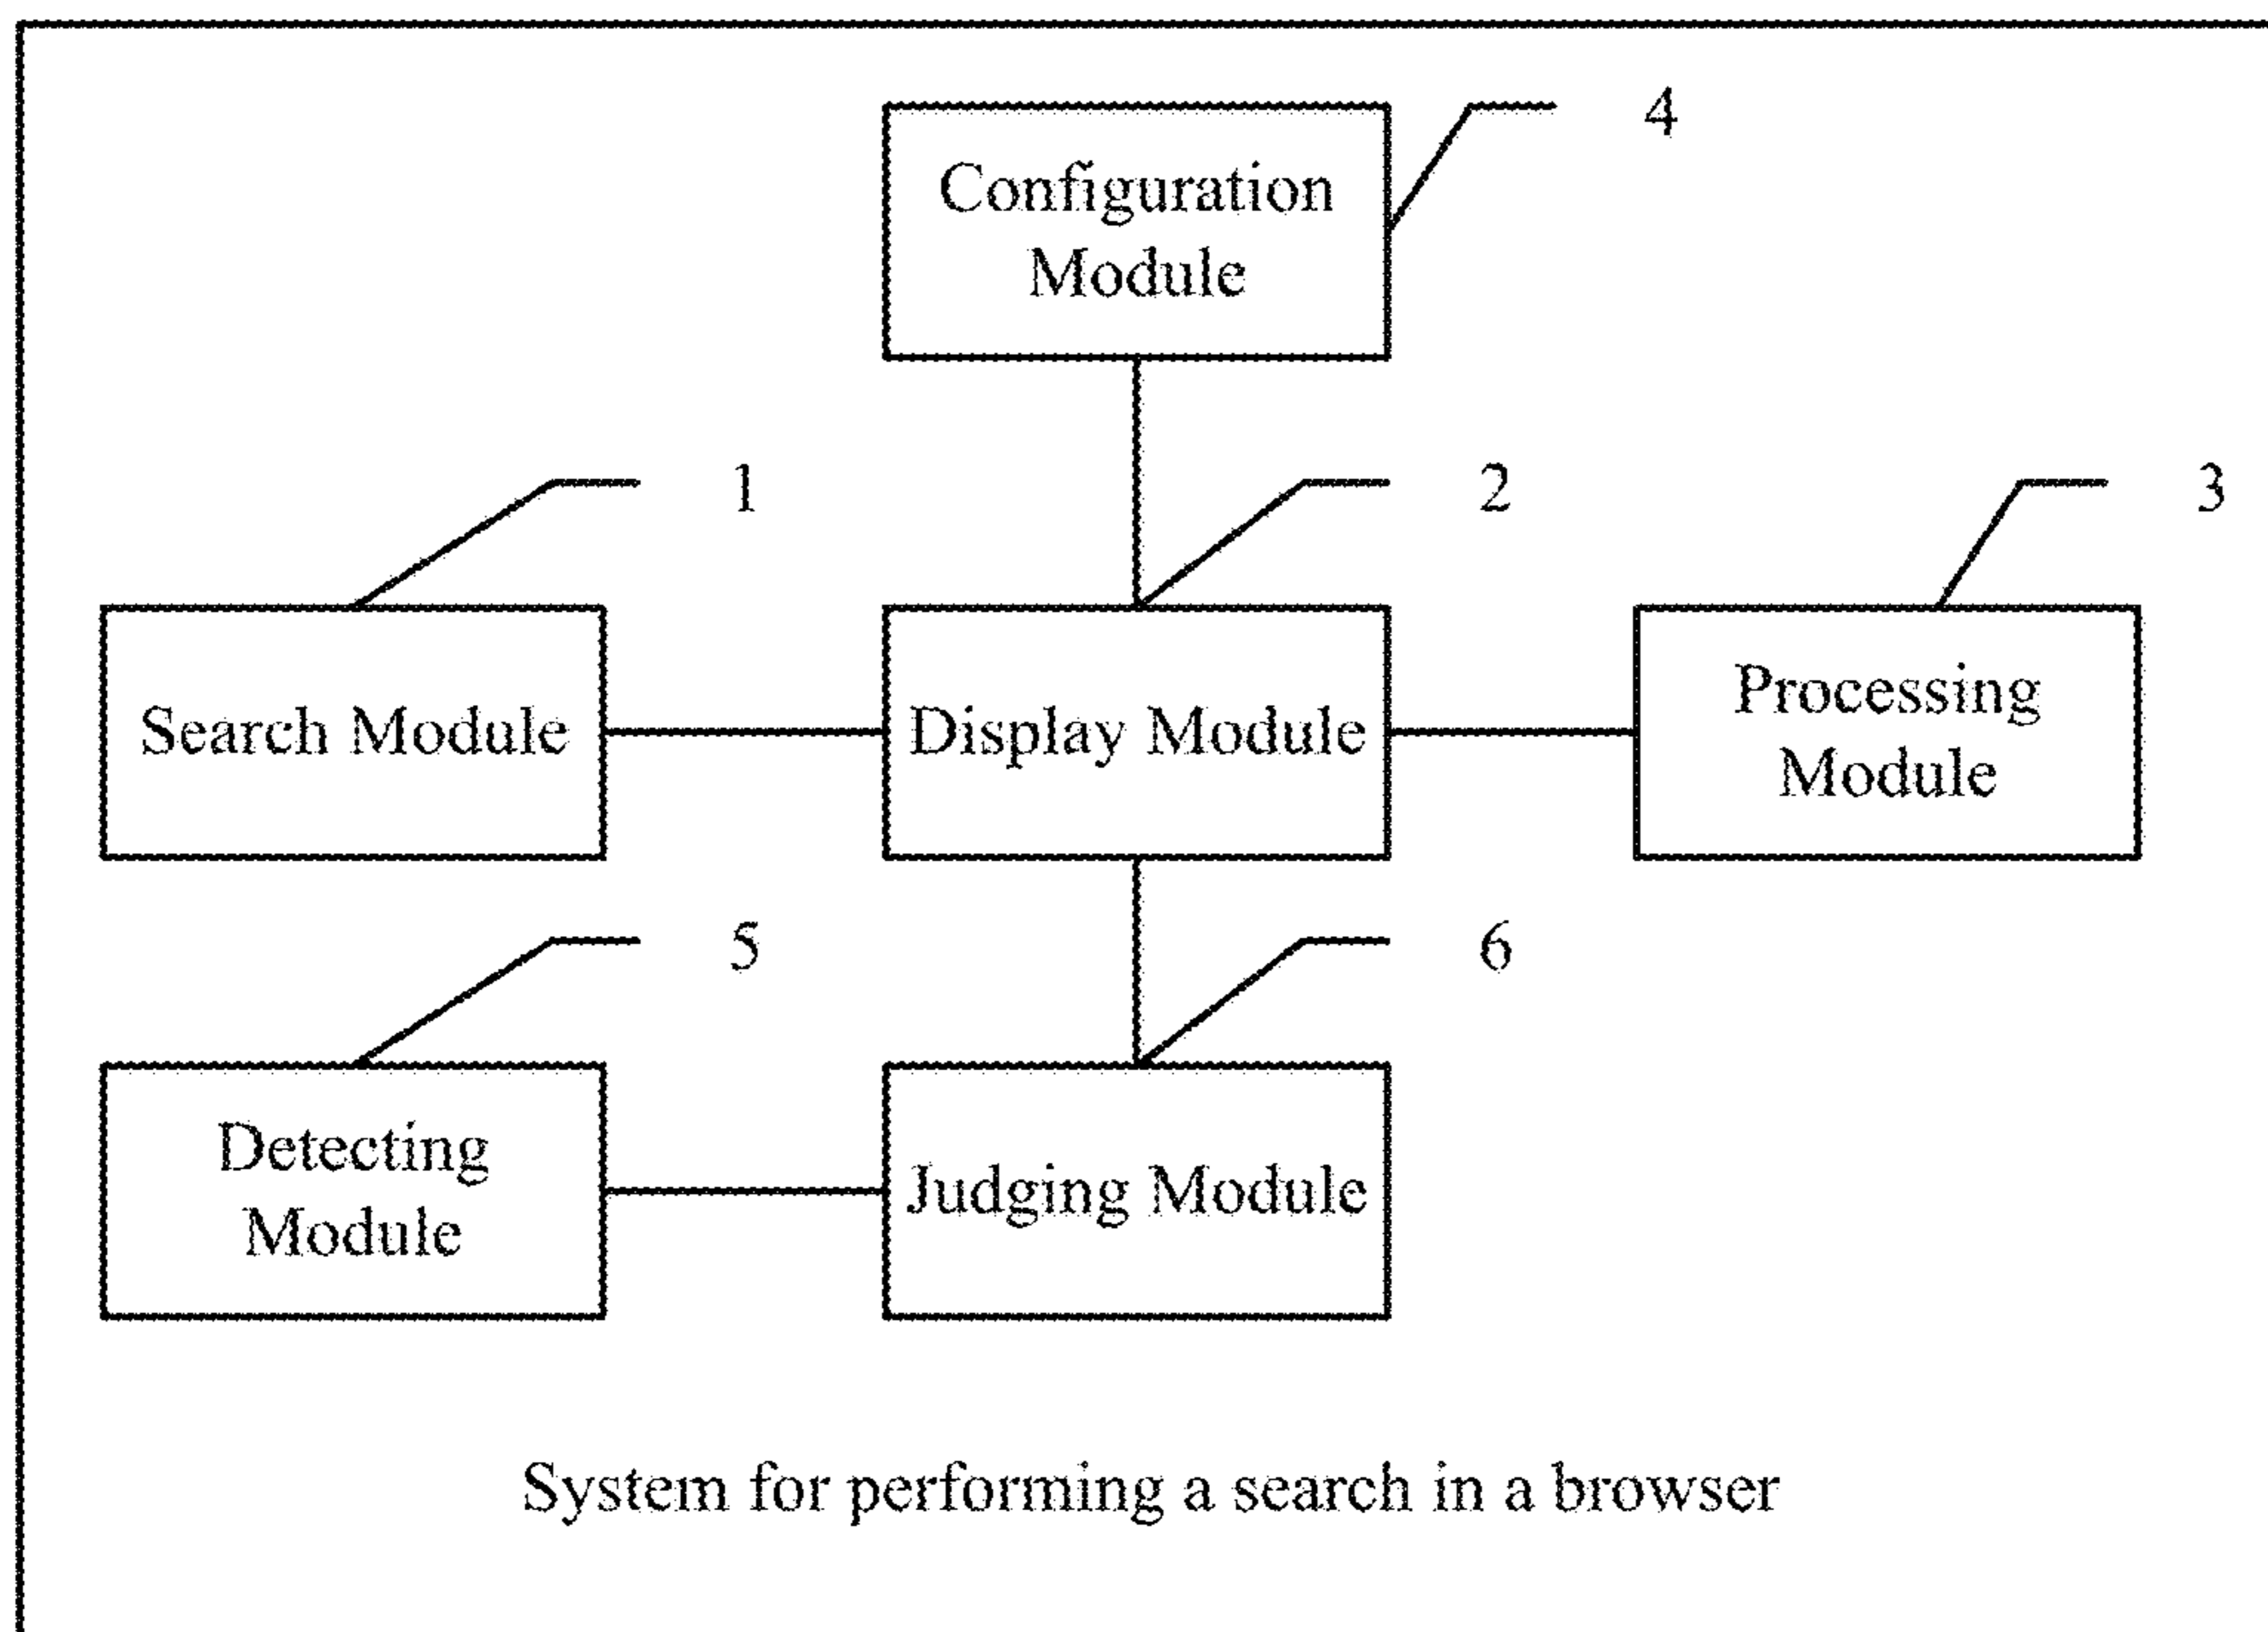 4
Configuration
Module
1
2
3
Search Module
Display Module
Processing
Module
5
6
Detecting
Module
Judging Module
System for performing a search in a browser